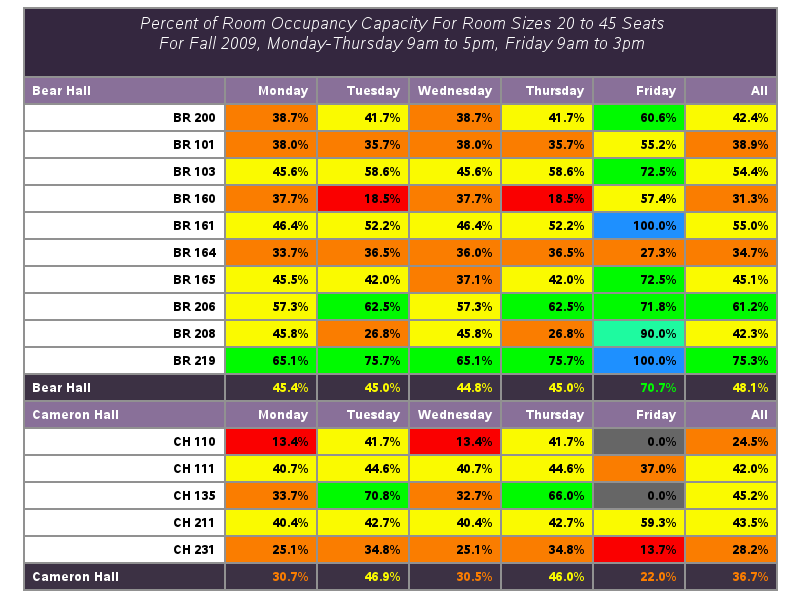 Percent of Room Occupancy Capacity For Room Sizes 20 to 45 Seats
For Fall 2009, Monday-Thursday 9am to 5pm, Friday 9am to 3pm
Bear Hall Monday Tuesday Wednesday Thursday Friday All
BR 200 38.7% 41.7% 38.7% 41.7% 60.6% 42.4%
BR 101 38.0% 35.7% 38.0% 35.7% 55.2% 38.9%
BR 103 45.6% 58.6% 45.6% 58.6% 72.5% 54.4%
BR 160 37.7% 18.5% 37.7% 18.5% 57.4% 31.3%
BR 161 46.4% 52.2% 46.4% 52.2% 100.0% 55.0%
BR 164 33.7% 36.5% 36.0% 36.5% 27.3% 34.7%
BR 165 45.5% 42.0% 37.1% 42.0% 72.5% 45.1%
BR 206 57.3% 62.5% 57.3% 62.5% 71.8% 61.2%
BR 208 45.8% 26.8% 45.8% 26.8% 90.0% 42.3%
BR 219 65.1% 75.7% 65.1% 75.7% 100.0% 75.3%
Bear Hall 45.4% 45.0% 44.8% 45.0% 70.7% 48.1%
Cameron Hall Monday Tuesday Wednesday Thursday Friday All
CH 110 13.4% 41.7% 13.4% 41.7% 0.0% 24.5%
CH 111 40.7% 44.6% 40.7% 44.6% 37.0% 42.0%
CH 135 33.7% 70.8% 32.7% 66.0% 0.0% 45.2%
CH 211 40.4% 42.7% 40.4% 42.7% 59.3% 43.5%
CH 231 25.1% 34.8% 25.1% 34.8% 13.7% 28.2%
Cameron Hall 30.7% 46.9% 30.5% 46.0% 22.0% 36.7%